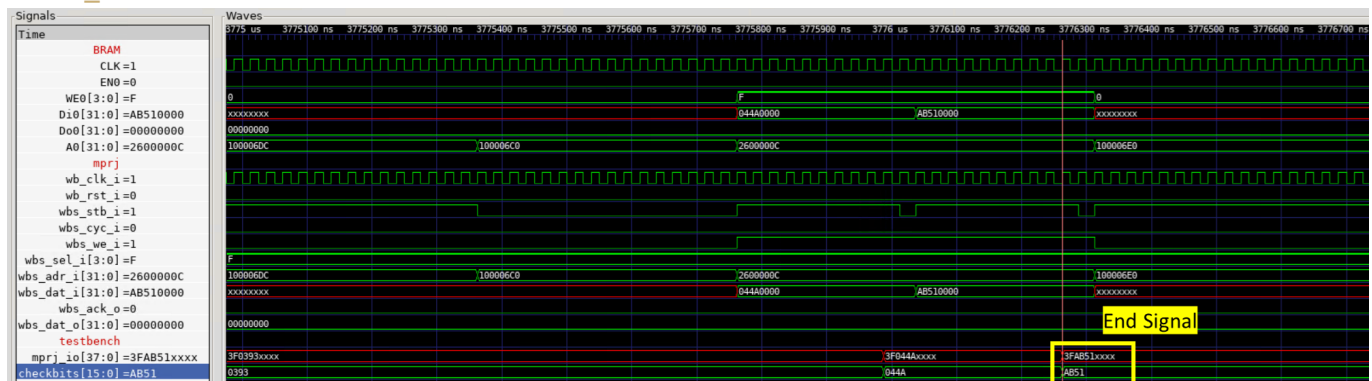 Signals
Waves
Time
3775 us 3775100 ns 3775200 ns 3775300 ns 3775400 ns 3775500 ns 3775600 ns 3775700 ns 3775800 ns 3775900 ns 3776 us 3776100 ns 3776200 ns 3776300 ns 3776400 ns 3776500 ns 3776600 ns 3776700 ns
BRAM
CLK=1
EN0=0
WE0[3:0]=F 0 F 0
Di0[31:0]=AB510000 xxxxxxxx 044A0000 AB510000 xxxxxxxx
Do0[31:0]=00000000 00000000
A0[31:0]=2600000C 100006DC 100006C0 2600000C 100006E0
mprj
wb_clk_i=1
wb_rst_i=0
wbs_stb_i=1
wbs_cyc_i=0
wbs_we_i=1
wbs_sel_i[3:0]=F F
wbs_adr_i[31:0]=2600000C 100006DC 100006C0 2600000C 100006E0
wbs_dat_i[31:0]=AB510000 xxxxxxxx 044A0000 AB510000 xxxxxxxx
wbs_ack_o=0
wbs_dat_o[31:0]=00000000 00000000
End Signal
testbench
mprj_io[37:0]=3FAB51xxxx 3F0393xxxx 3F044Axxxx 3FAB51xxxx
checkbits[15:0]=AB51 0393 044A AB51